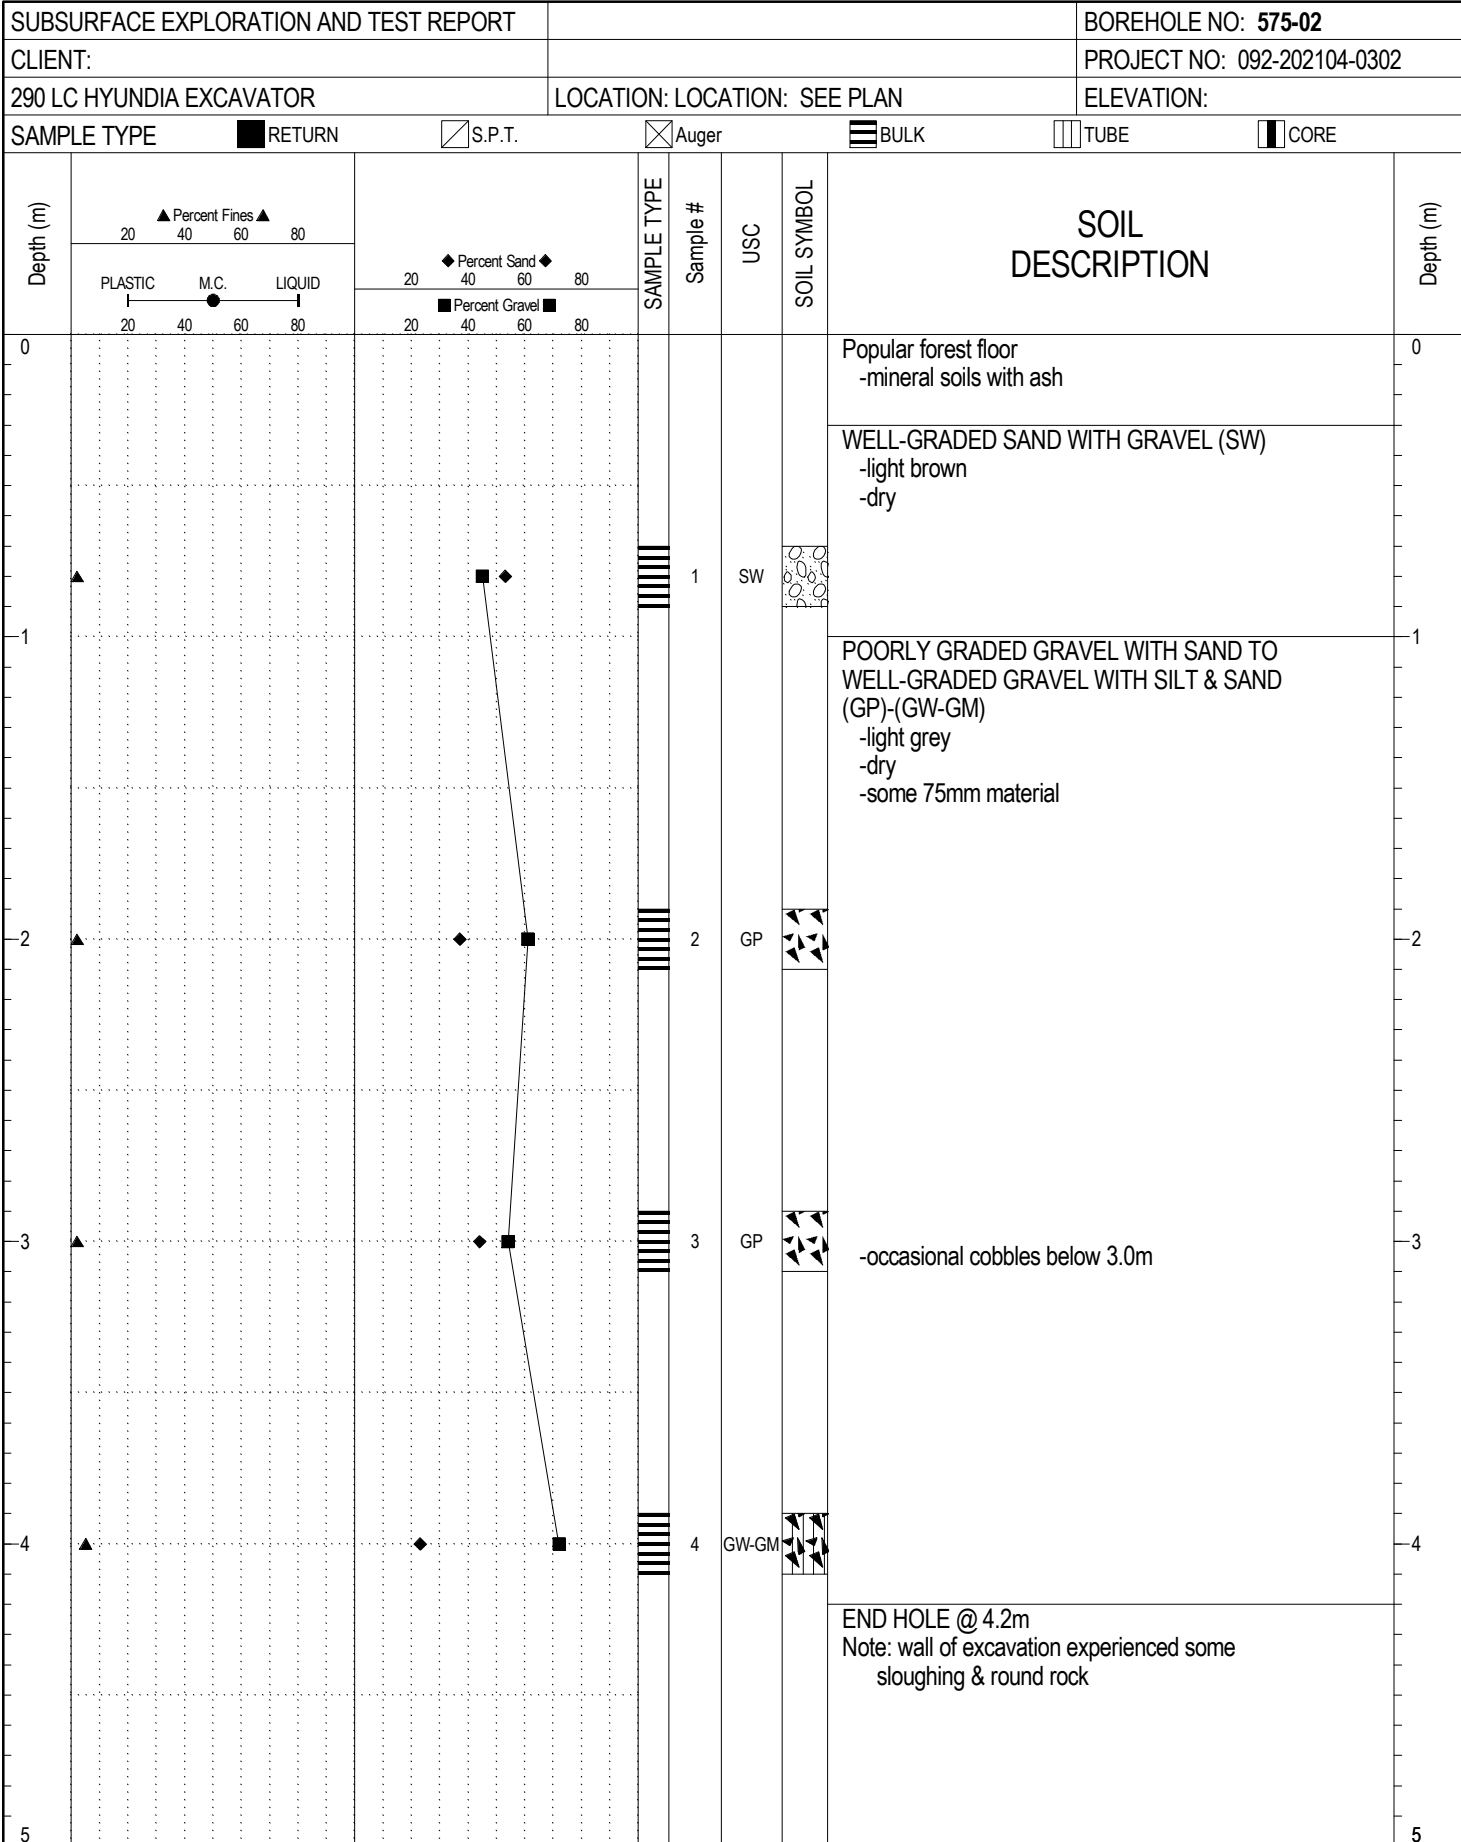 SUBSURFACE EXPLORATION AND TEST REPORT
BOREHOLE NO: 575-02
CLIENT:
PROJECT NO: 092-202104-0302
290 LC HYUNDIA EXCAVATOR
LOCATION: LOCATION: SEE PLAN
ELEVATION:
SAMPLE TYPE
RETURN
S.P.T.
Auger
BULK
TUBE
CORE
Depth (m)
Percent Fines
20 40 60 80
PLASTIC M.C. LIQUID
20 40 60 80
Percent Sand
20 40 60 80
Percent Gravel
20 40 60 80
SAMPLE TYPE
Sample #
USC
SOIL SYMBOL
SOIL
DESCRIPTION
Depth (m)
0
Popular forest floor
-mineral soils with ash
0
WELL-GRADED SAND WITH GRAVEL (SW)
-light brown
-dry
1 SW
1
1
POORLY GRADED GRAVEL WITH SAND TO
WELL-GRADED GRAVEL WITH SILT & SAND
(GP)-(GW-GM)
-light grey
-dry
-some 75mm material
2
2 GP
2
3
3 GP
-occasional cobbles below 3.0m
3
4
4 GW-GM
4
END HOLE @ 4.2m
Note: wall of excavation experienced some
sloughing & round rock
5
5